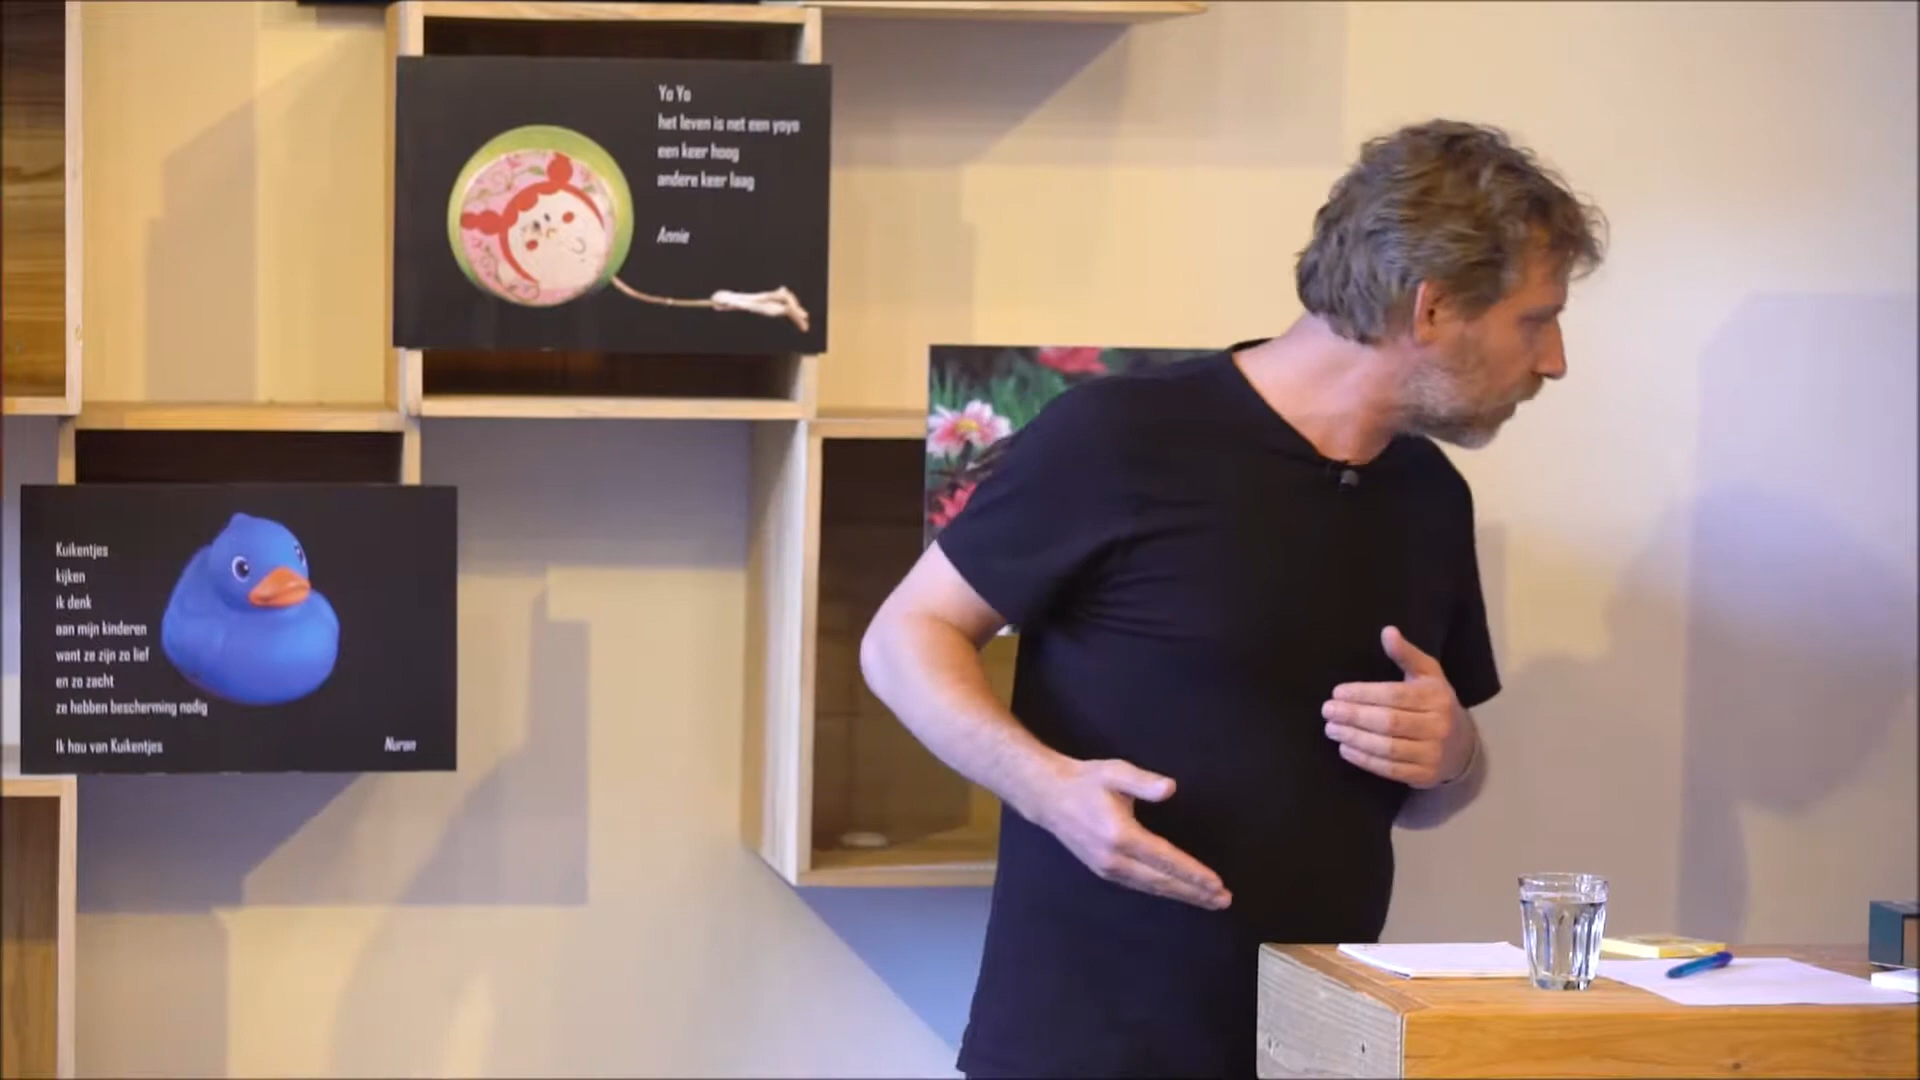 Yo Yo
het leven is net een yoyo
een keer hoog
andere keer laag
Annie
Kuikentjes
kijken
ik denk
aan mijn kinderen
want ze zijn zo lief
en zo zacht
ze hebben bescherming nodig
Ik hou van Kuikentjes
Nuran